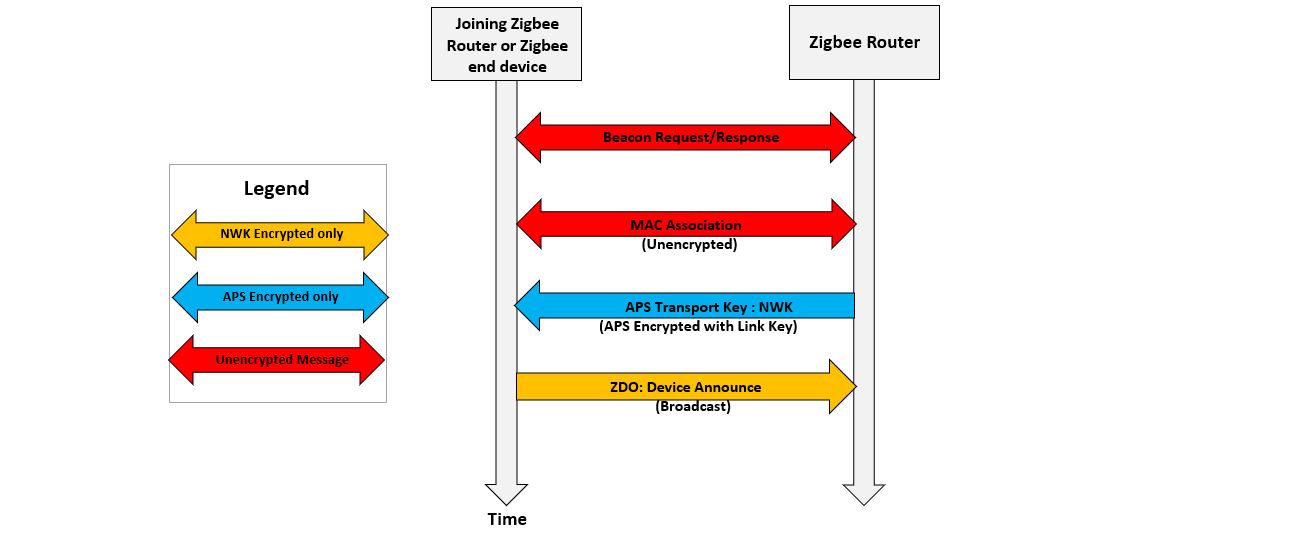 Joining Zigbee
Router or Zigbee
end device
Zigbee Router
Beacon Request/Response
MAC Association
(Unencrypted)
APS Transport Key : NWK
(APS Encrypted with Link Key)
ZDO: Device Announce
(Broadcast)
Time
Legend
NWK Encrypted only
APS Encrypted only
Unencrypted Message